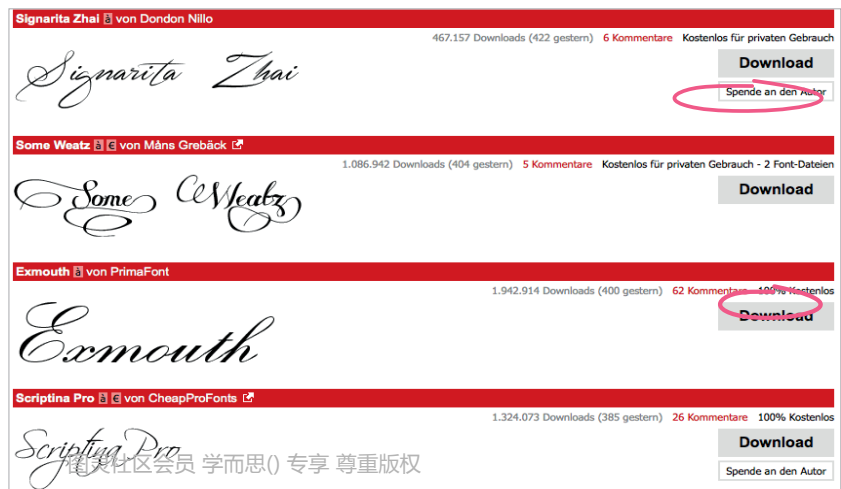 Signarita Zhai à von Dondon Nillo
467.157 Downloads (422 gestern) 6 Kommentare Kostenlos für privaten Gebrauch
Signarita Zhai
Download
Spende an den Autor
Some Weatz à € von Måns Grebäck
1.086.942 Downloads (404 gestern) 5 Kommentare Kostenlos für privaten Gebrauch - 2 Font-Dateien
Some Weatz
Download
Exmouth à von PrimaFont
1.942.914 Downloads (400 gestern) 62 Kommentare 100% Kostenlos
Exmouth
Download
Scriptina Pro à € von CheapProFonts
1.324.073 Downloads (385 gestern) 26 Kommentare 100% Kostenlos
Scriptina Pro
Download
图灵社区会员 学而思() 专享 尊重版权
Spende an den Autor